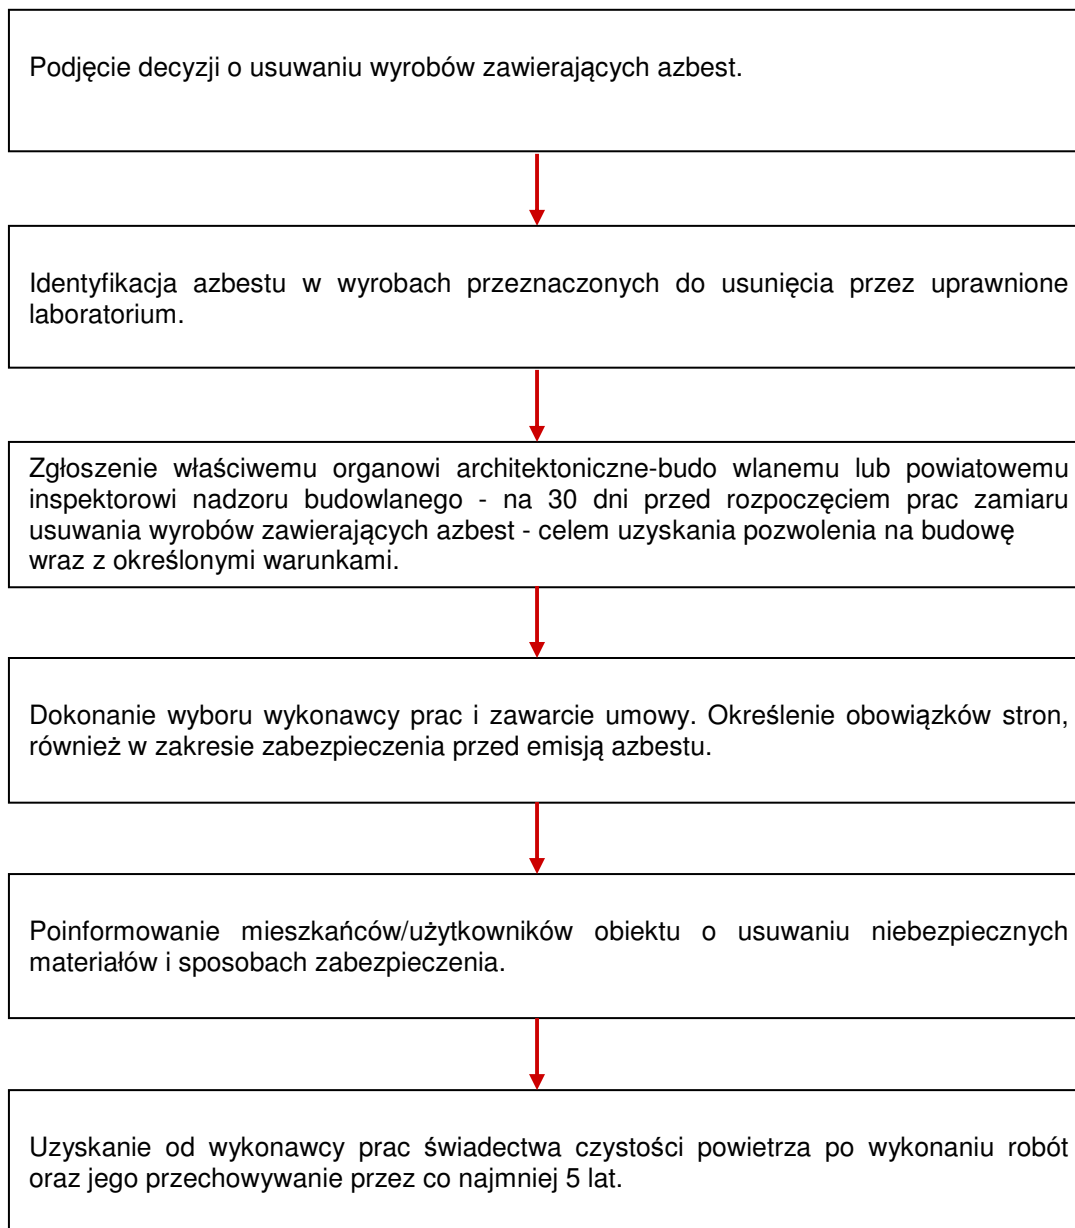 Podjęcie decyzji o usuwaniu wyrobów zawierających azbest.
Identyfikacja azbestu w wyrobach przeznaczonych do usunięcia przez uprawnione
laboratorium.
Zgłoszenie właściwemu organowi architektoniczne-budo wlanemu lub powiatowemu
inspektorowi nadzoru budowlanego - na 30 dni przed rozpoczęciem prac zamiaru
usuwania wyrobów zawierających azbest - celem uzyskania pozwolenia na budowę
wraz z określonymi warunkami.
Dokonanie wyboru wykonawcy prac i zawarcie umowy. Określenie obowiązków stron,
również w zakresie zabezpieczenia przed emisją azbestu.
Poinformowanie mieszkańców/użytkowników obiektu o usuwaniu niebezpiecznych
materiałów i sposobach zabezpieczenia.
Uzyskanie od wykonawcy prac świadectwa czystości powietrza po wykonaniu robót
oraz jego przechowywanie przez co najmniej 5 lat.